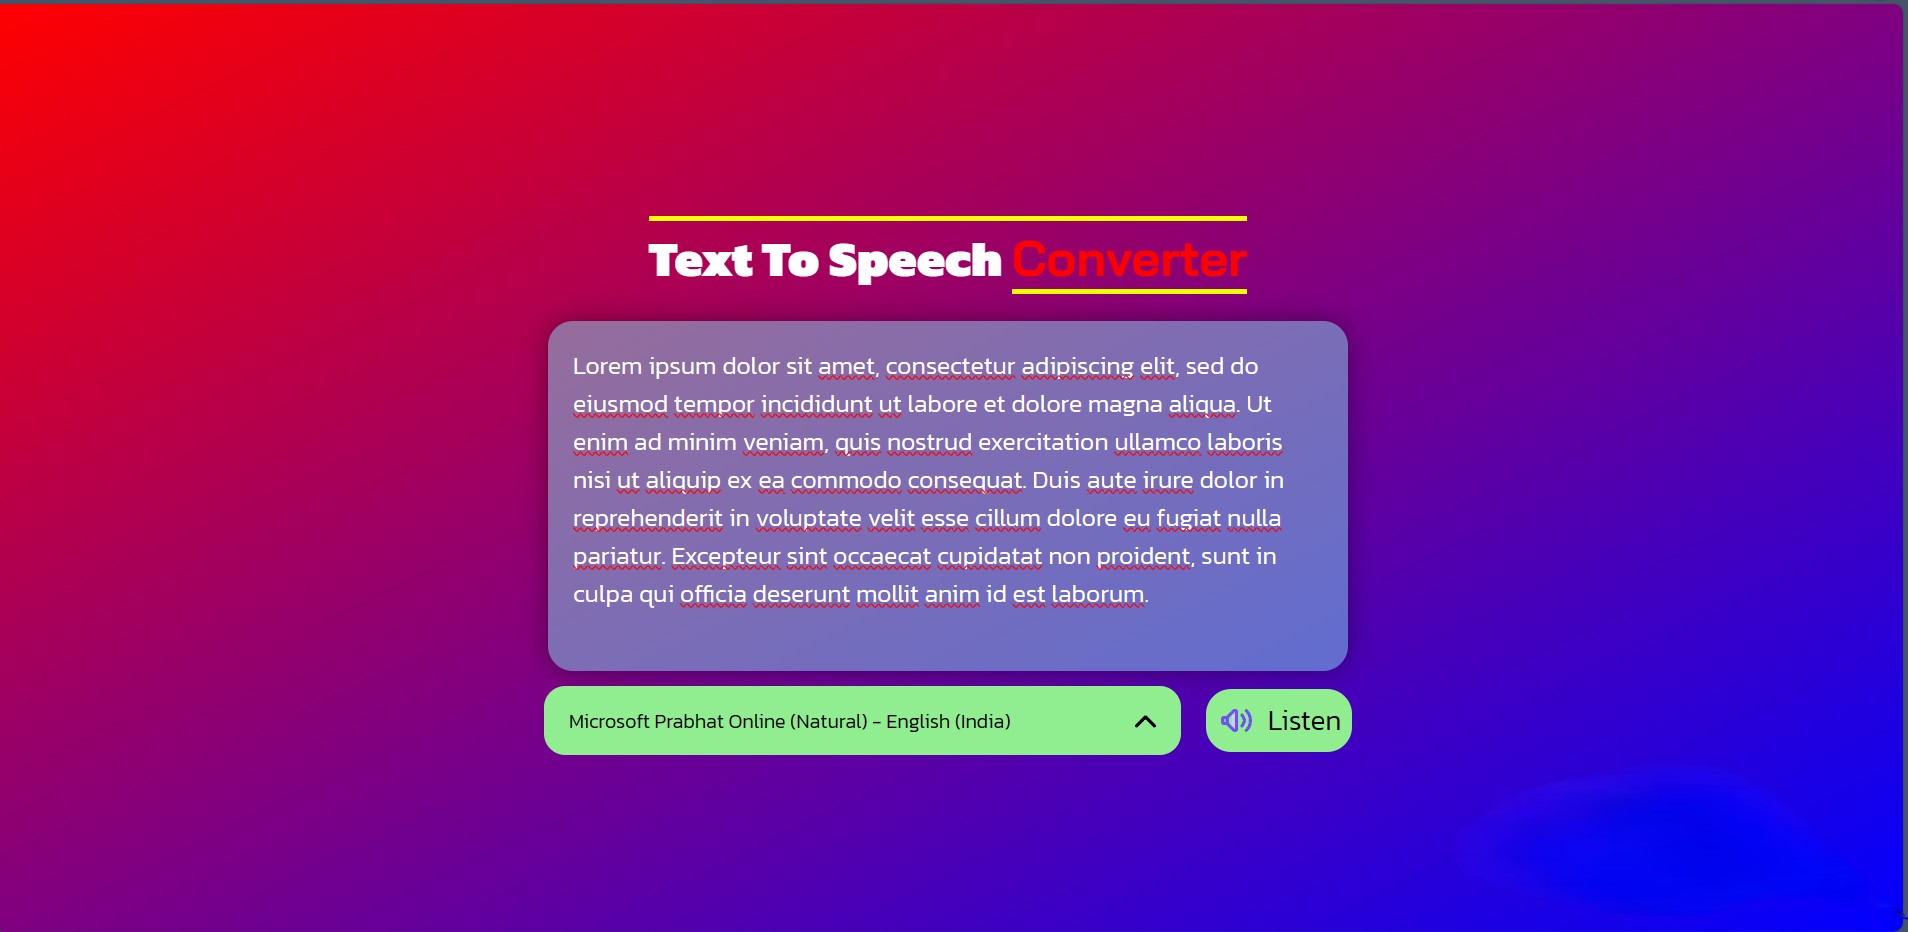 Text To Speech Converter
Lorem ipsum dolor sit amet, consectetur adipiscing elit, sed do
eiusmod tempor incididunt ut labore et dolore magna aliqua. Ut
enim ad minim veniam, quis nostrud exercitation ullamco laboris
nisi ut aliquip ex ea commodo consequat. Duis aute irure dolor in
reprehenderit in voluptate velit esse cillum dolore eu fugiat nulla
pariatur. Excepteur sint occaecat cupidatat non proident, sunt in
culpa qui officia deserunt mollit anim id est laborum.
Microsoft Prabhat Online (Natural) - English (India)
Listen